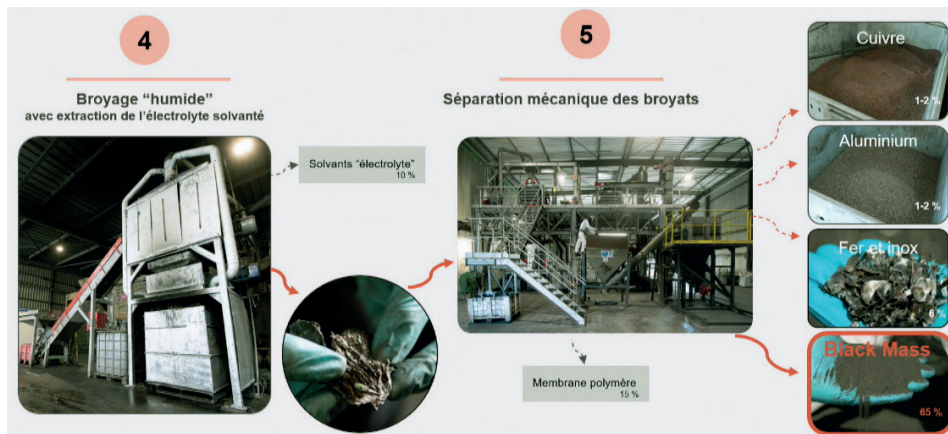 4
Broyage “humide”
avec extraction de l’électrolyte solvanté
Solvants “électrolyte”
10 %
5
Séparation mécanique des broyats
Membrane polymère
15 %
Cuivre
1-2 %
Aluminium
1-2 %
Fer et inox
6 %
Black Mass
65 %